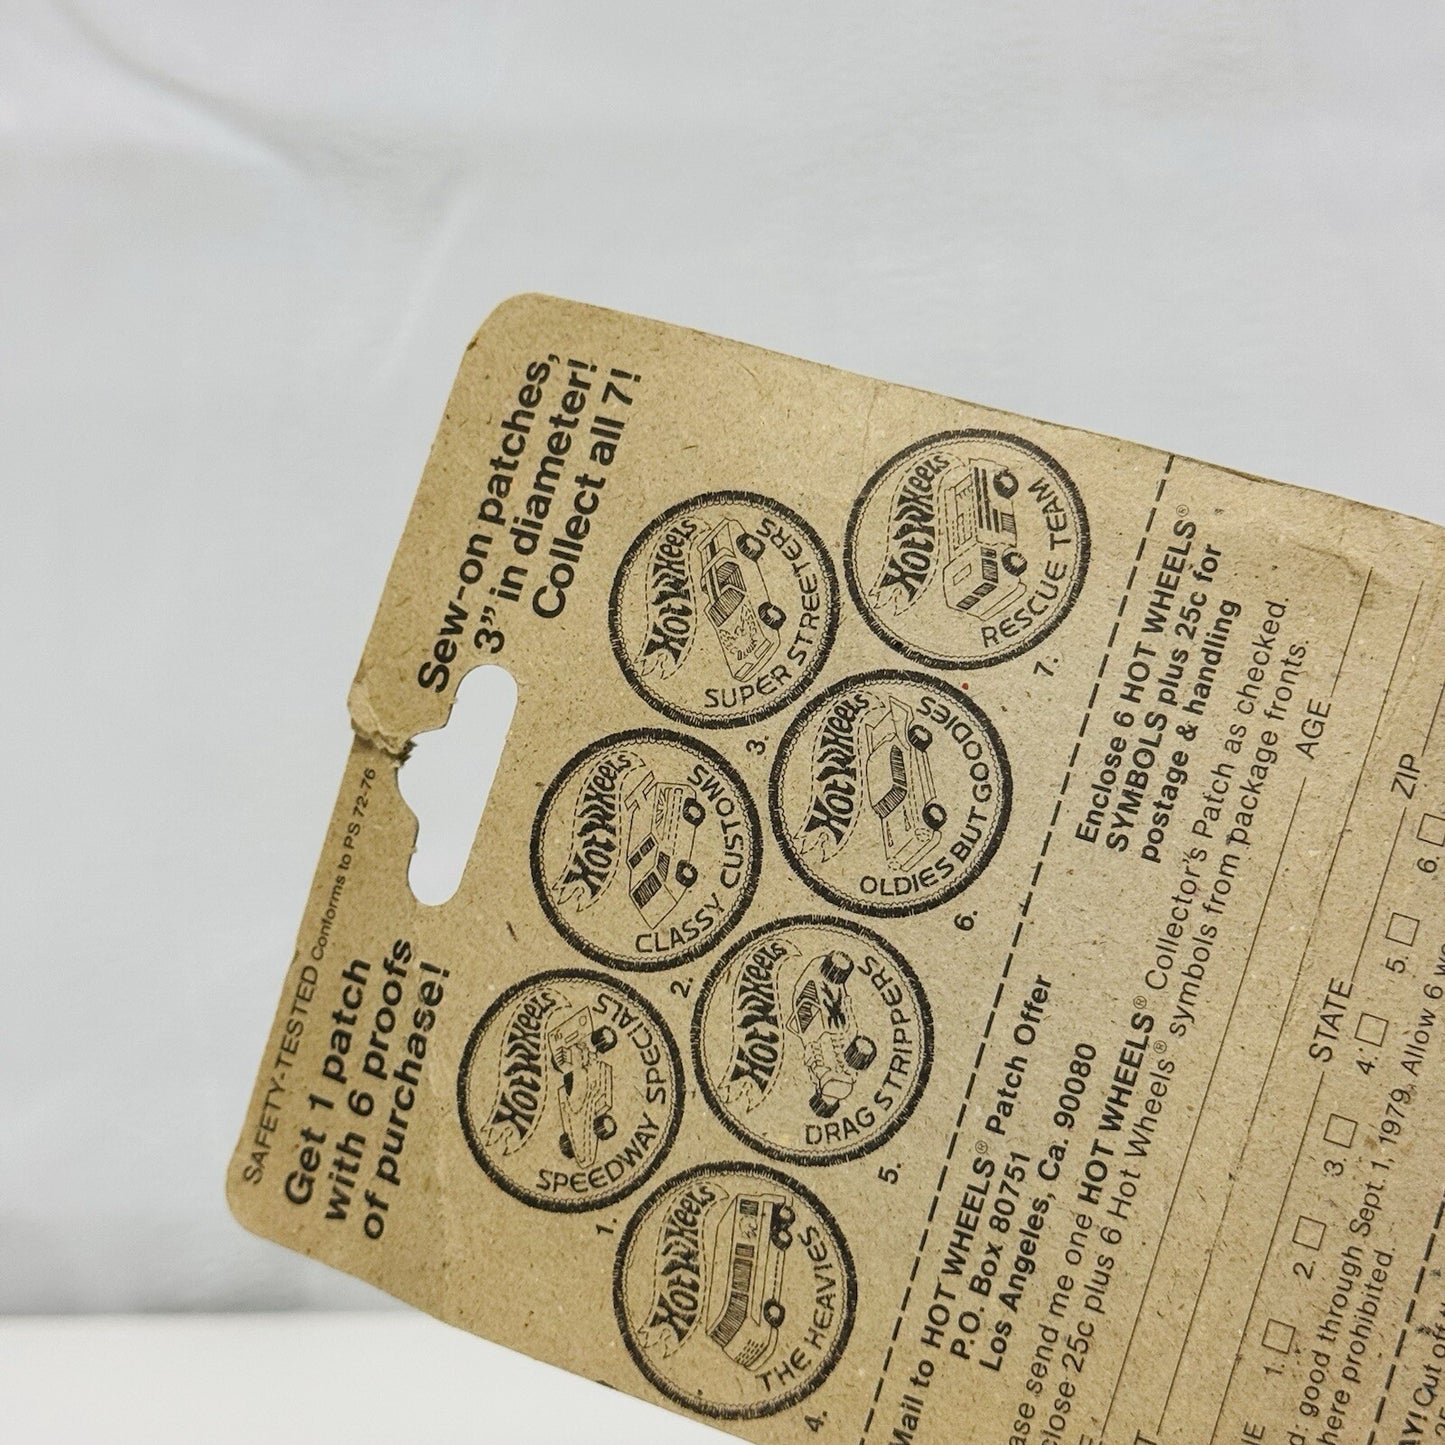 SAFETY-TESTED Conforms to PS 72-76
Get 1 patch
with 6 proofs
of purchase!
Sew-on patches,
3" in diameter!
Collect all 7!
Hot Wheels
SPEEDWAY SPECIALS
1.
Hot Wheels
CLASSY CUSTOMS
2.
Hot Wheels
SUPER STREETERS
3.
Hot Wheels
THE HEAVIES
4.
Hot Wheels
DRAG STRIPPERS
5.
Hot Wheels
OLDIES BUT GOODIES
6.
Hot Wheels
RESCUE TEAM
7.
Mail to HOT WHEELS® Patch Offer
P.O. Box 80751
Los Angeles, Ca. 90080
Enclose 6 HOT WHEELS®
SYMBOLS plus 25c for
postage & handling
send me one HOT WHEELS® Collector's Patch as checked.
25c plus 6 Hot Wheels® symbols from package fronts.
AGE
STATE ZIP
1. □ 2. □ 3. □ 4. □ 5. □ 6. □
good through Sept. 1, 1979. Allow 6
prohibited.
Cut off